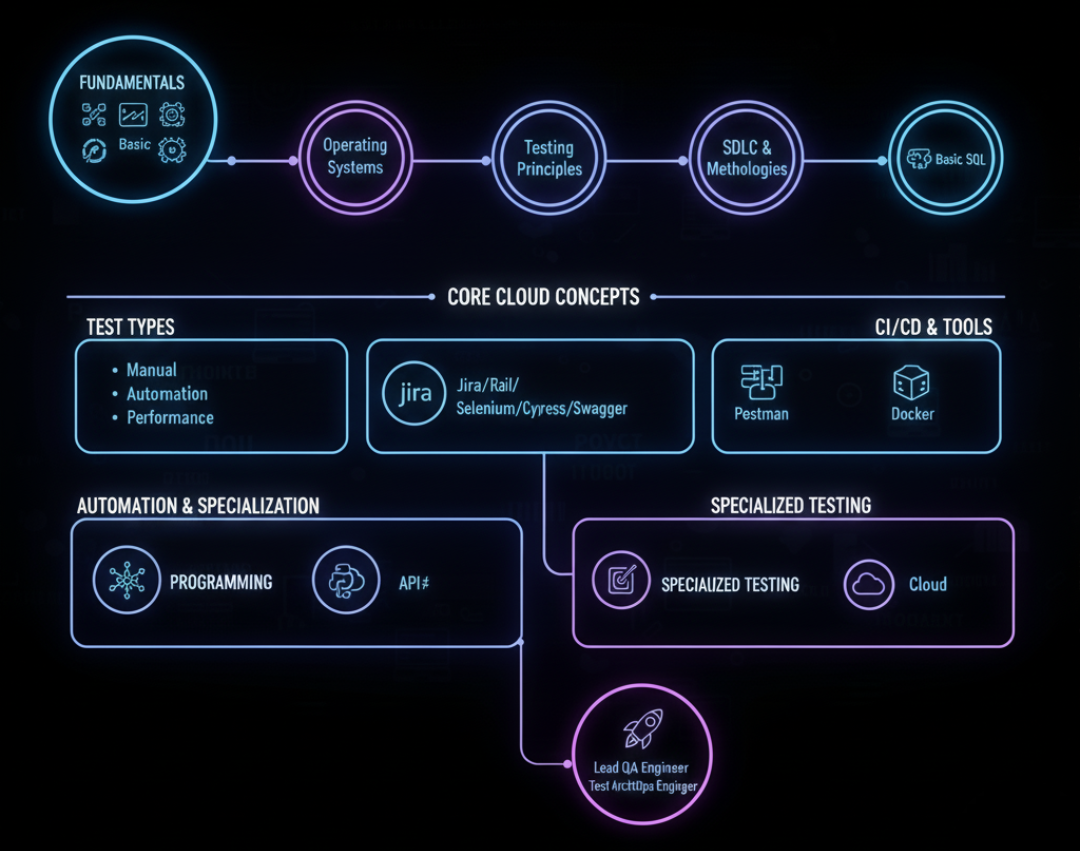 FUNDAMENTALS
Basic
Operating
Systems
Testing
Principles
SDLC &
Methologies
Basic SQL
CORE CLOUD CONCEPTS
TEST TYPES
• Manual
• Automation
• Performance
jira
Jira/Rail/
Selenium/Cyress/Swagger
CI/CD & TOOLS
Pestman
Docker
AUTOMATION & SPECIALIZATION
PROGRAMMING
API
SPECIALIZED TESTING
SPECIALIZED TESTING
Cloud
Lead QA Engineer
Test